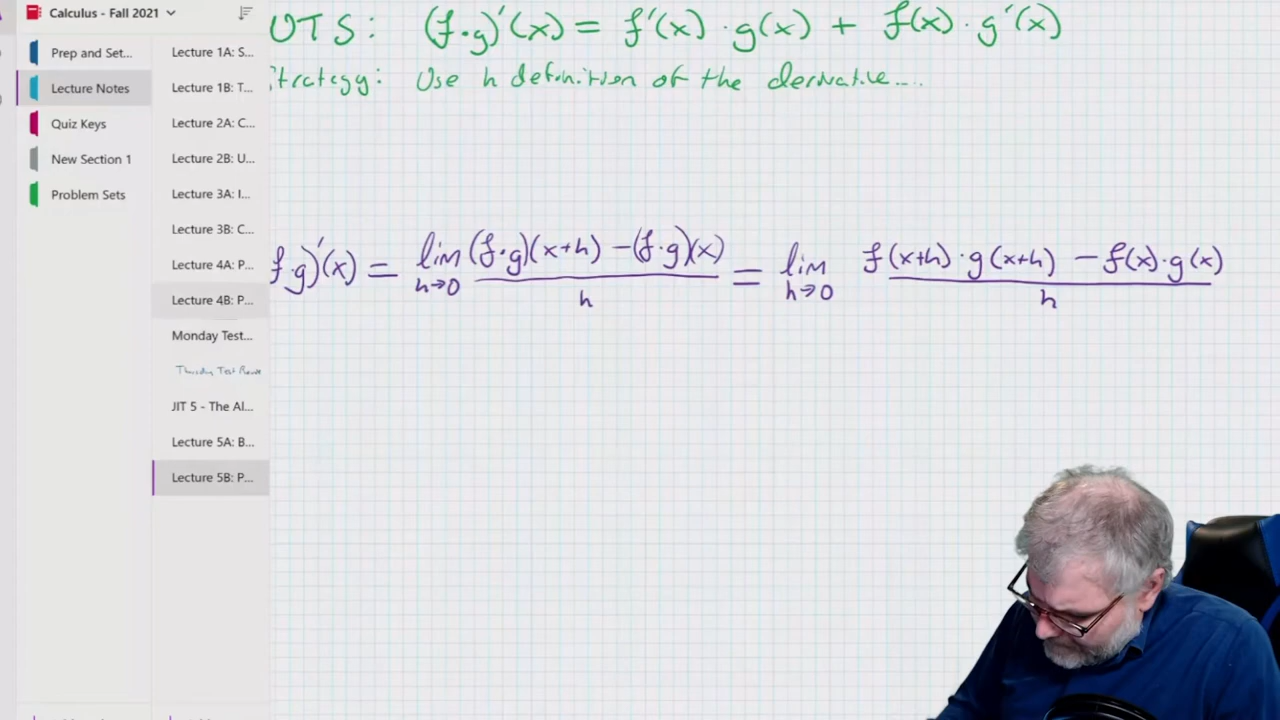 Calculus - Fall 2021
Prep and Set...
Lecture Notes
Quiz Keys
New Section 1
Problem Sets
Lecture 1A: S...
Lecture 1B: T...
Lecture 2A: C...
Lecture 2B: U...
Lecture 3A: I...
Lecture 3B: C...
Lecture 4A: P...
Lecture 4B: P...
Monday Test...
JIT 5 - The Al...
Lecture 5A: B...
Lecture 5B: P...
UTS: (f·g)'(x) = f'(x)·g(x) + f(x)·g'(x)
trategy: Use h definition of the derivative....
f·g)'(x) = lim h→0 (f·g)(x+h) - (f·g)(x) / h = lim h→0 f(x+h)·g(x+h) - f(x)·g(x) / h